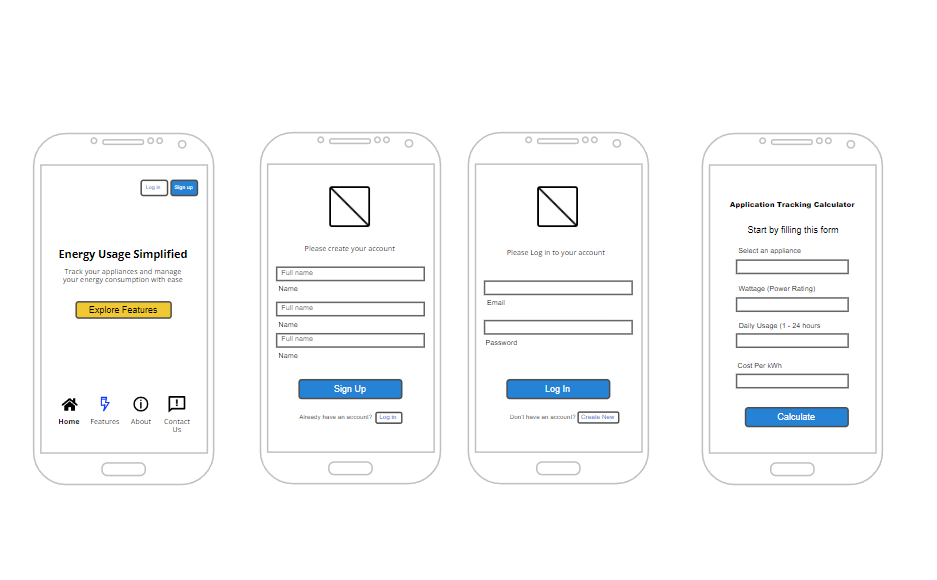 Log in
Sign up
Energy Usage Simplified
Track your appliances and manage
your energy consumption with ease
Explore Features
Home
Features
About
Contact
Us
Please create your account
Full name
Name
Full name
Name
Full name
Name
Sign Up
Already have an account?
Log in
Please Log in to your account
Email
Password
Log In
Don't have an account?
Create New
Application Tracking Calculator
Start by filling this form
Select an appliance
Wattage (Power Rating)
Daily Usage (1 - 24 hours
Cost Per kWh
Calculate